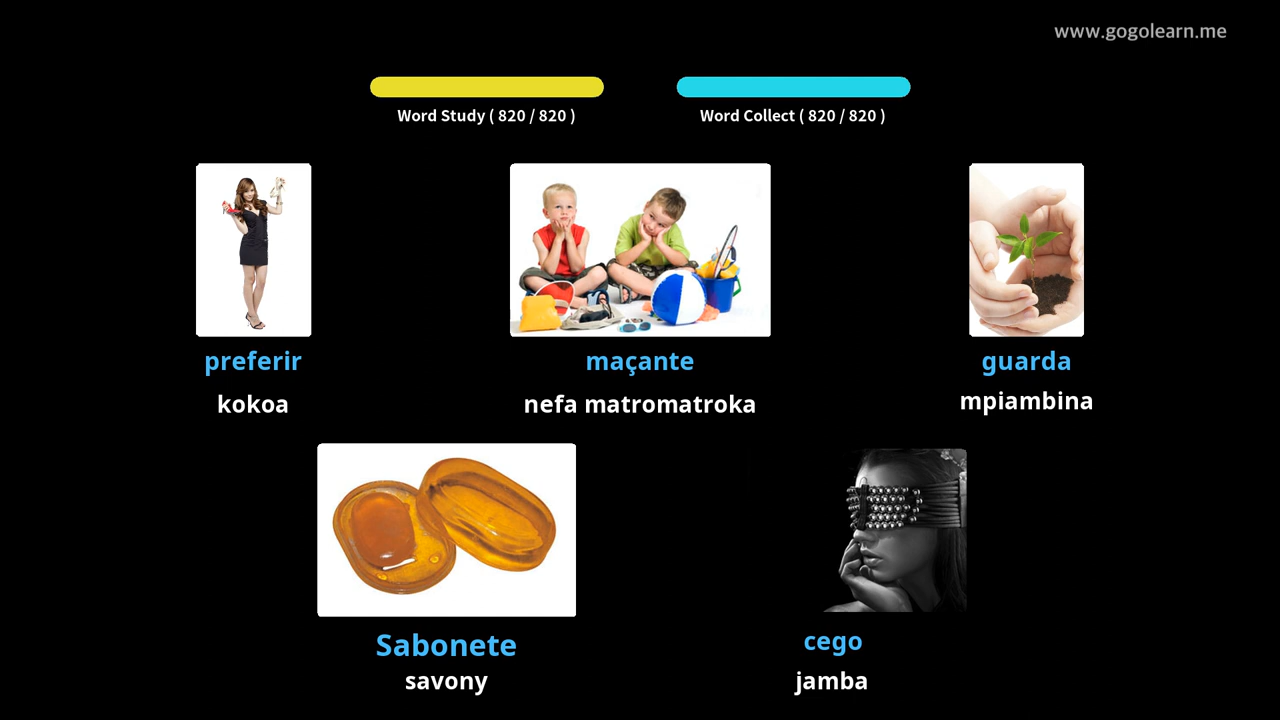 www.gogolearn.me
Word Study ( 820 / 820 )
Word Collect ( 820 / 820 )
preferir
maçante
guarda
kokoa
nefa matromatroka
mpiambina
Sabonete
cego
savony
jamba